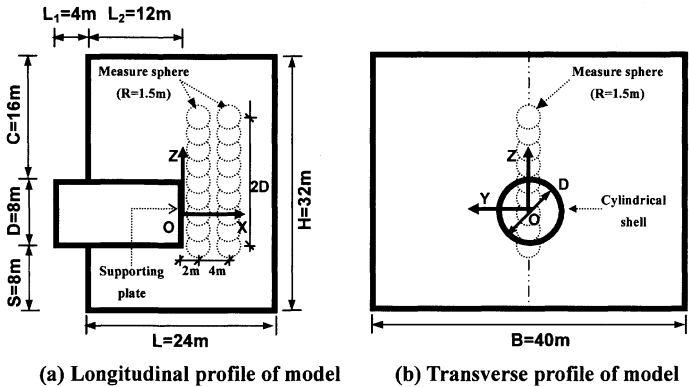 L1=4m
L2=12m
C=16m
D=8m
S=8m
Measure sphere
(R=1.5m)
Z
2D
H=32m
O
X
2m
4m
Supporting
plate
L=24m
(a) Longitudinal profile of model
Measure sphere
(R=1.5m)
Z
Y
D
O
Cylindrical
shell
B=40m
(b) Transverse profile of model